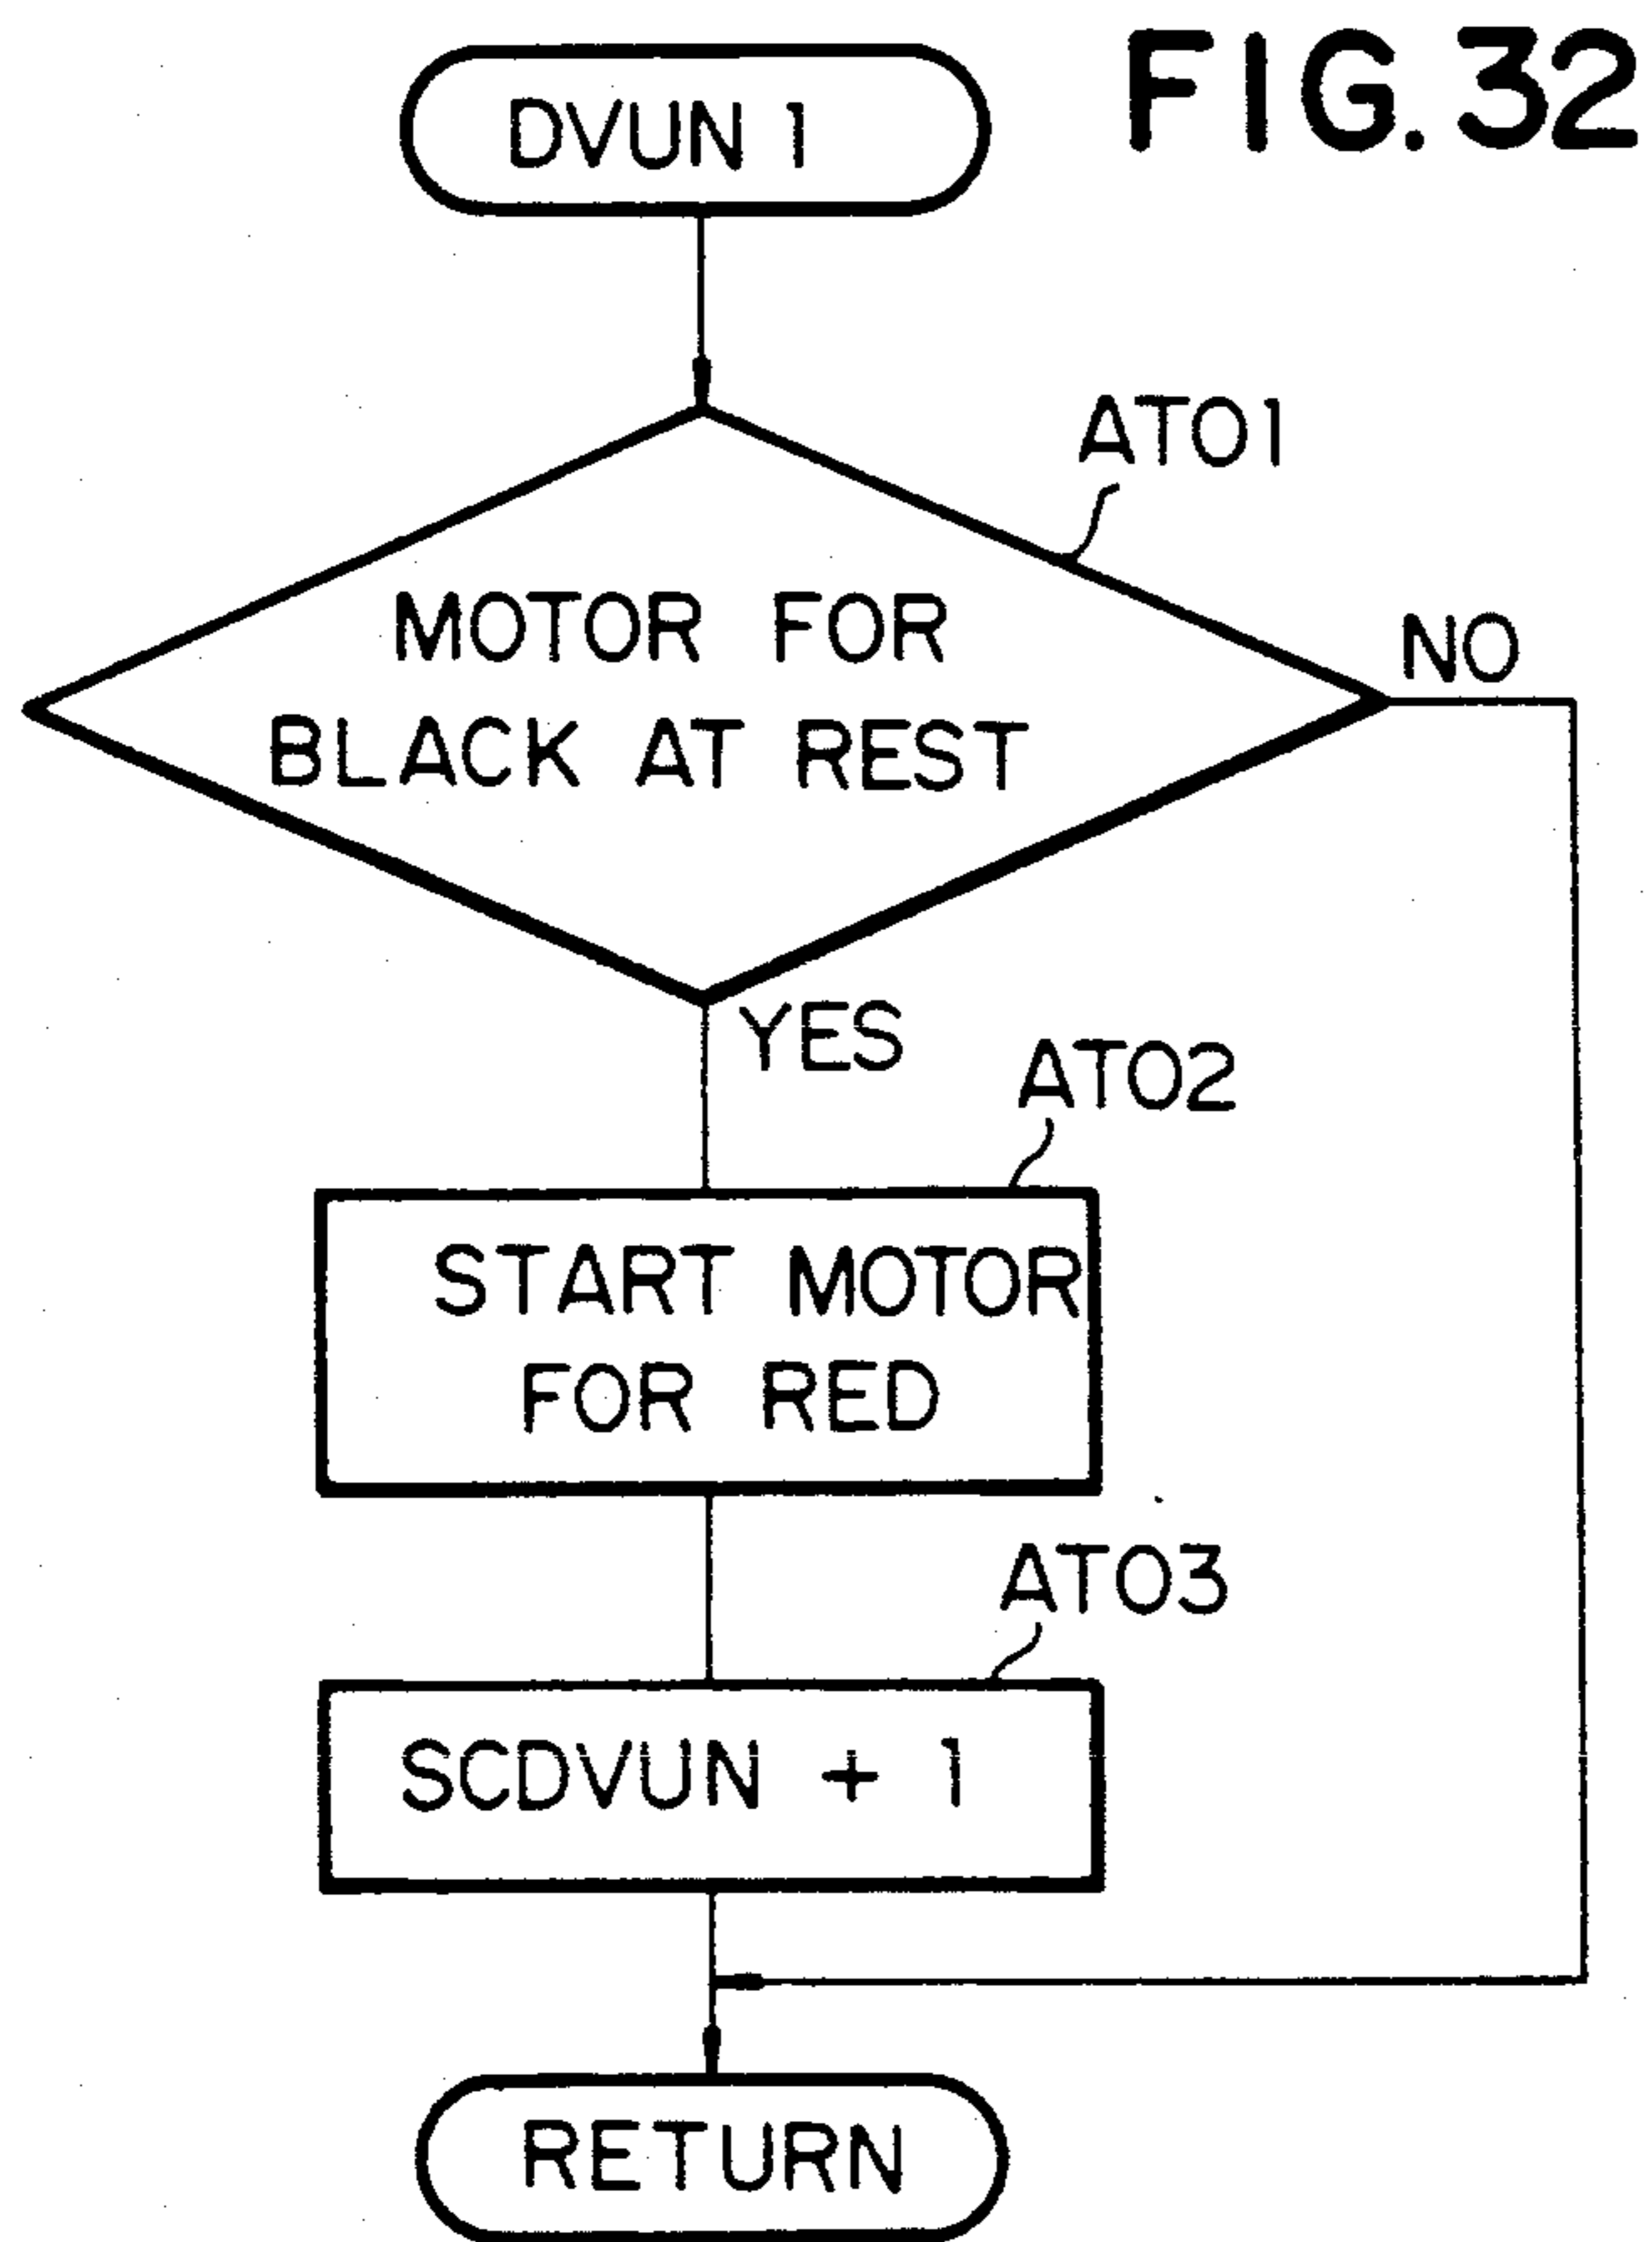 FIG. 32
DVUN 1
AT01
MOTOR FOR
BLACK AT REST
NO
YES
AT02
START MOTOR
FOR RED
AT03
SCDVUN + 1
RETURN